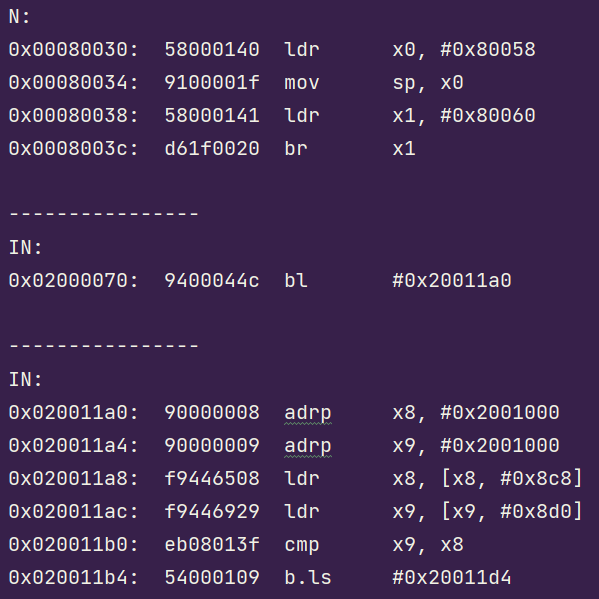 N:
0x00080030:  58000140  ldr      x0, #0x80058
0x00080034:  9100001f  mov      sp, x0
0x00080038:  58000141  ldr      x1, #0x80060
0x0008003c:  d61f0020  br       x1
----------------
IN:
0x02000070:  9400044c  bl       #0x20011a0
----------------
IN:
0x020011a0:  90000008  adrp     x8, #0x2001000
0x020011a4:  90000009  adrp     x9, #0x2001000
0x020011a8:  f9446508  ldr      x8, [x8, #0x8c8]
0x020011ac:  f9446929  ldr      x9, [x9, #0x8d0]
0x020011b0:  eb08013f  cmp      x9, x8
0x020011b4:  54000109  b.ls     #0x20011d4